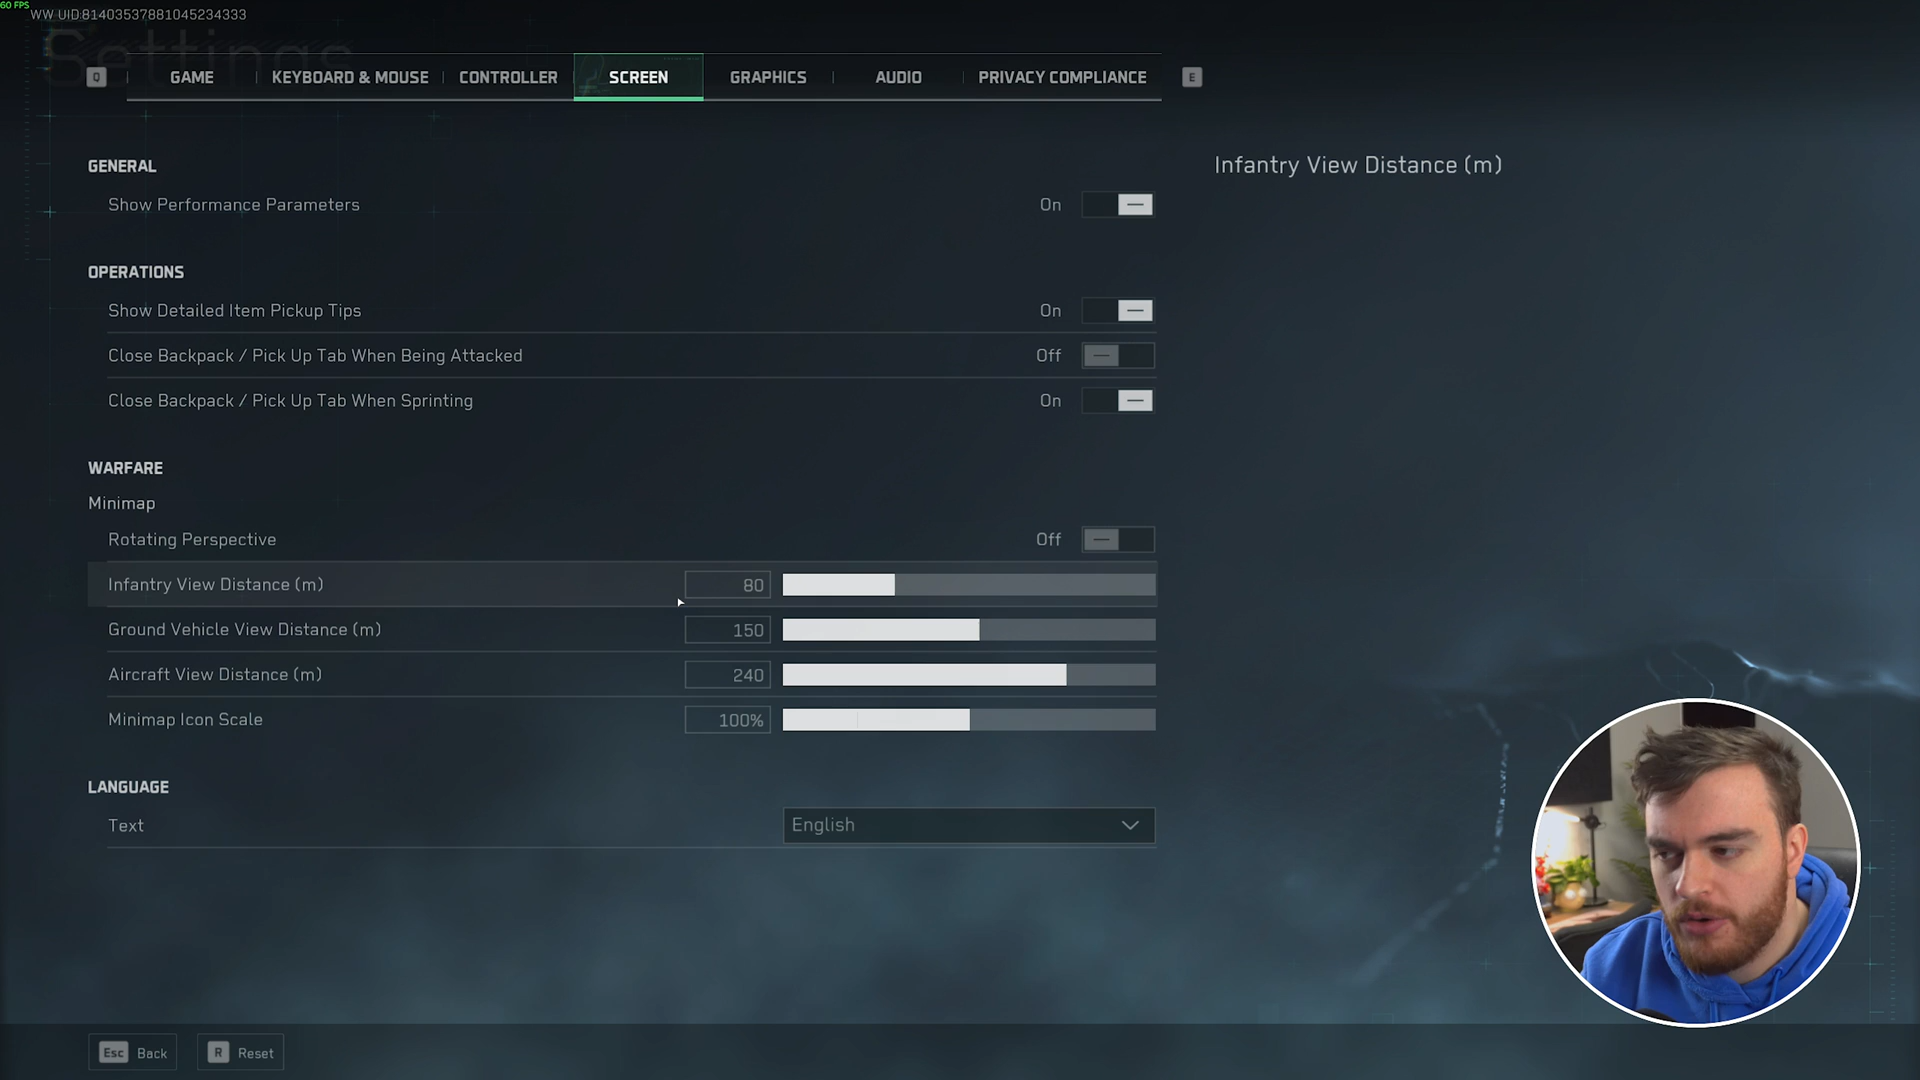 60 FPS
WW UID:81403537881045234333
Settings
Q
GAME
KEYBOARD & MOUSE
CONTROLLER
SCREEN
GRAPHICS
AUDIO
PRIVACY COMPLIANCE
E
GENERAL
Show Performance Parameters
On
OPERATIONS
Show Detailed Item Pickup Tips
On
Close Backpack / Pick Up Tab When Being Attacked
Off
Close Backpack / Pick Up Tab When Sprinting
On
WARFARE
Minimap
Rotating Perspective
Off
Infantry View Distance (m)
80
Ground Vehicle View Distance (m)
150
Aircraft View Distance (m)
240
Minimap Icon Scale
100%
LANGUAGE
Text
English
Infantry View Distance (m)
Esc Back
R Reset